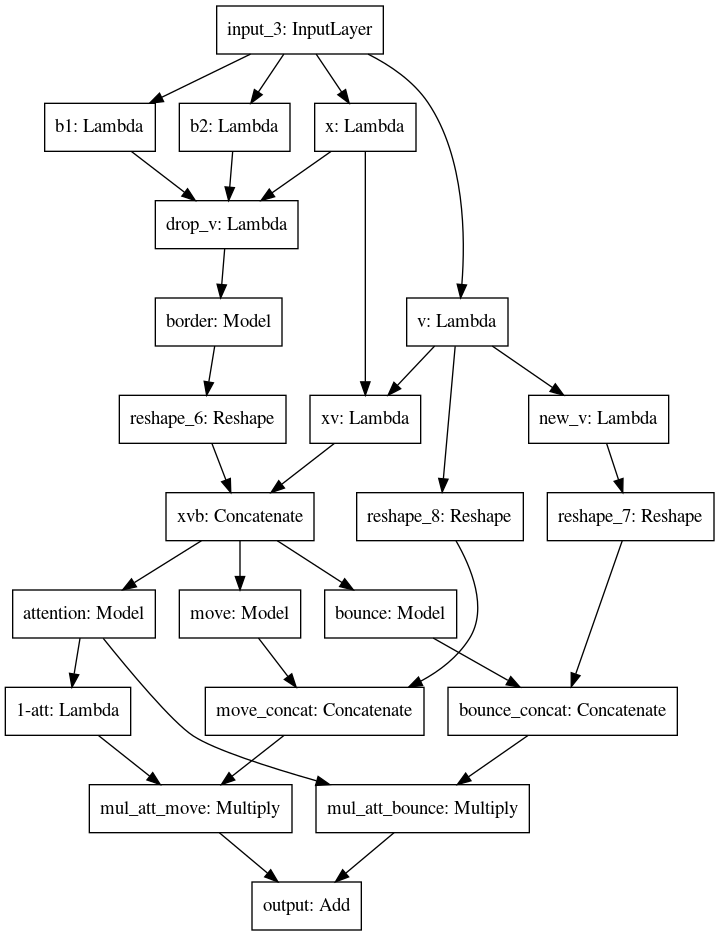 input_3: InputLayer
b1: Lambda
b2: Lambda
x: Lambda
drop_v: Lambda
border: Model
v: Lambda
reshape_6: Reshape
xv: Lambda
new_v: Lambda
xvb: Concatenate
reshape_8: Reshape
reshape_7: Reshape
attention: Model
move: Model
bounce: Model
1-att: Lambda
move_concat: Concatenate
bounce_concat: Concatenate
mul_att_move: Multiply
mul_att_bounce: Multiply
output: Add